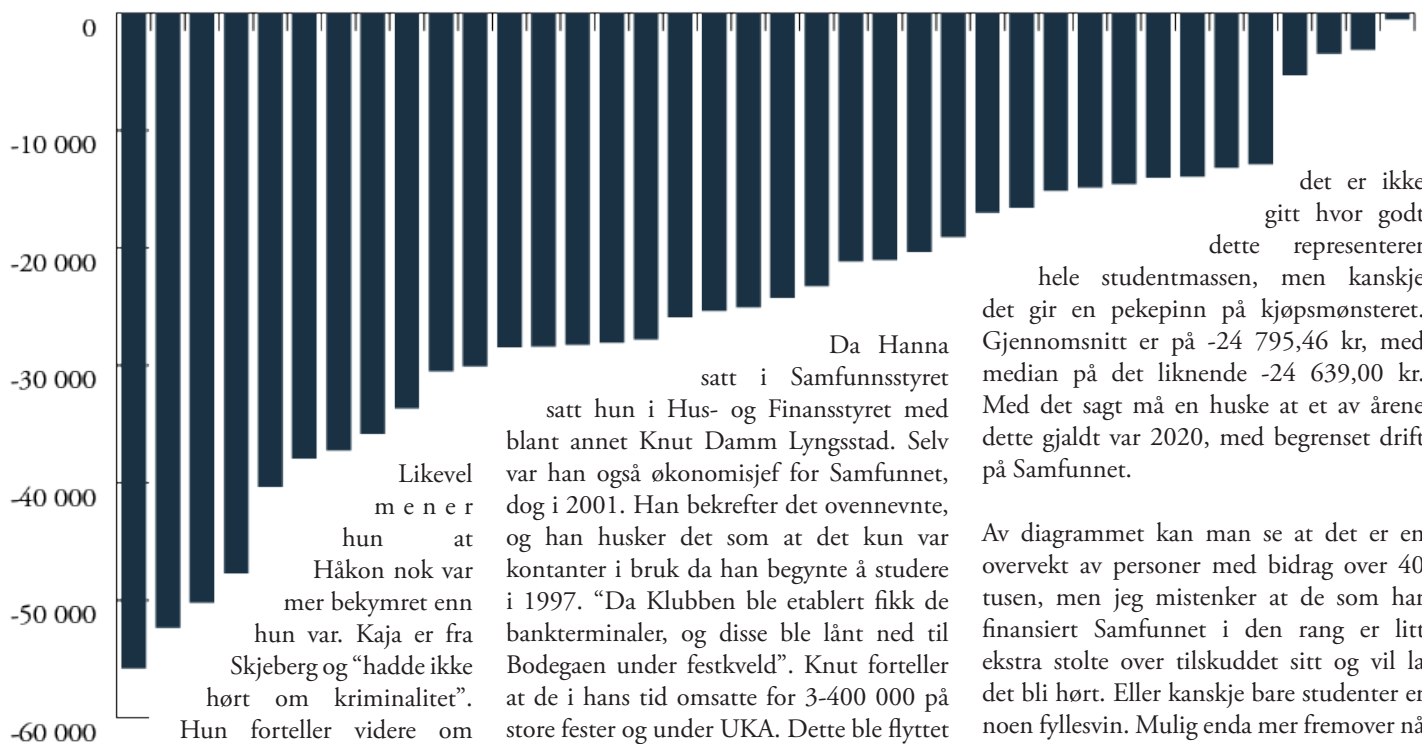 0
-10 000
-20 000
-30 000
-40 000
-50 000
-60 000
Likevel
mener
hun at
Håkon nok var
mer bekymret enn
hun var. Kaja er fra
Skjeberg og “hadde ikke
hørt om kriminalitet”.
Hun forteller videre om
Da Hanna
satt i Samfunnsstyret
satt hun i Hus- og Finansstyret med
blant annet Knut Damm Lyngsstad. Selv
var han også økonomisjef for Samfunnet,
dog i 2001. Han bekrefter det ovennevnte,
og han husker det som at det kun var
kontanter i bruk da han begynte å studere
i 1997. “Da Klubben ble etablert fikk de
bankterminaler, og disse ble lånt ned til
Bodegaen under festkveld”. Knut forteller
at de i hans tid omsatte for 3-400 000 på
store fester og under UKA. Dette ble flyttet
det er ikke
gitt hvor godt
dette representerer
hele studentmassen, men kanskje
det gir en pekepinn på kjøpsmønsteret.
Gjennomsnitt er på -24 795,46 kr, med
median på det liknende -24 639,00 kr.
Med det sagt må en huske at et av årene
dette gjaldt var 2020, med begrenset drift
på Samfunnet.
Av diagrammet kan man se at det er en
overvekt av personer med bidrag over 40
tusen, men jeg mistenker at de som har
finansiert Samfunnet i den rang er litt
ekstra stolte over tilskuddet sitt og vil la
det bli hørt. Eller kanskje bare studenter er
noen fyllesvin. Mulig enda mer fremover nå